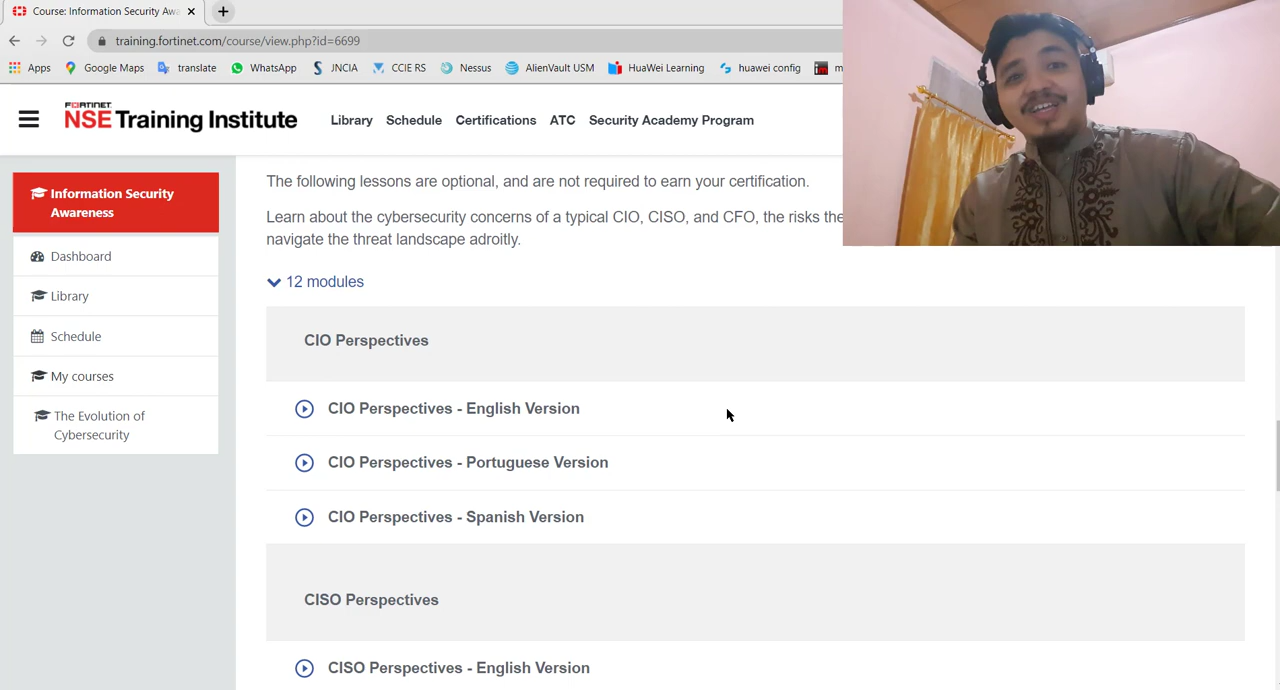 Course: Information Security Awa
training.fortinet.com/course/view.php?id=6699
Apps Google Maps translate WhatsApp JNCIA CCIE RS Nessus AlienVault USM HuaWei Learning huawei config m
FORTINET
NSE Training Institute
Library Schedule Certifications ATC Security Academy Program
Information Security
Awareness
Dashboard
Library
Schedule
My courses
The Evolution of
Cybersecurity
The following lessons are optional, and are not required to earn your certification.
Learn about the cybersecurity concerns of a typical CIO, CISO, and CFO, the risks the
navigate the threat landscape adroitly.
12 modules
CIO Perspectives
CIO Perspectives - English Version
CIO Perspectives - Portuguese Version
CIO Perspectives - Spanish Version
CISO Perspectives
CISO Perspectives - English Version